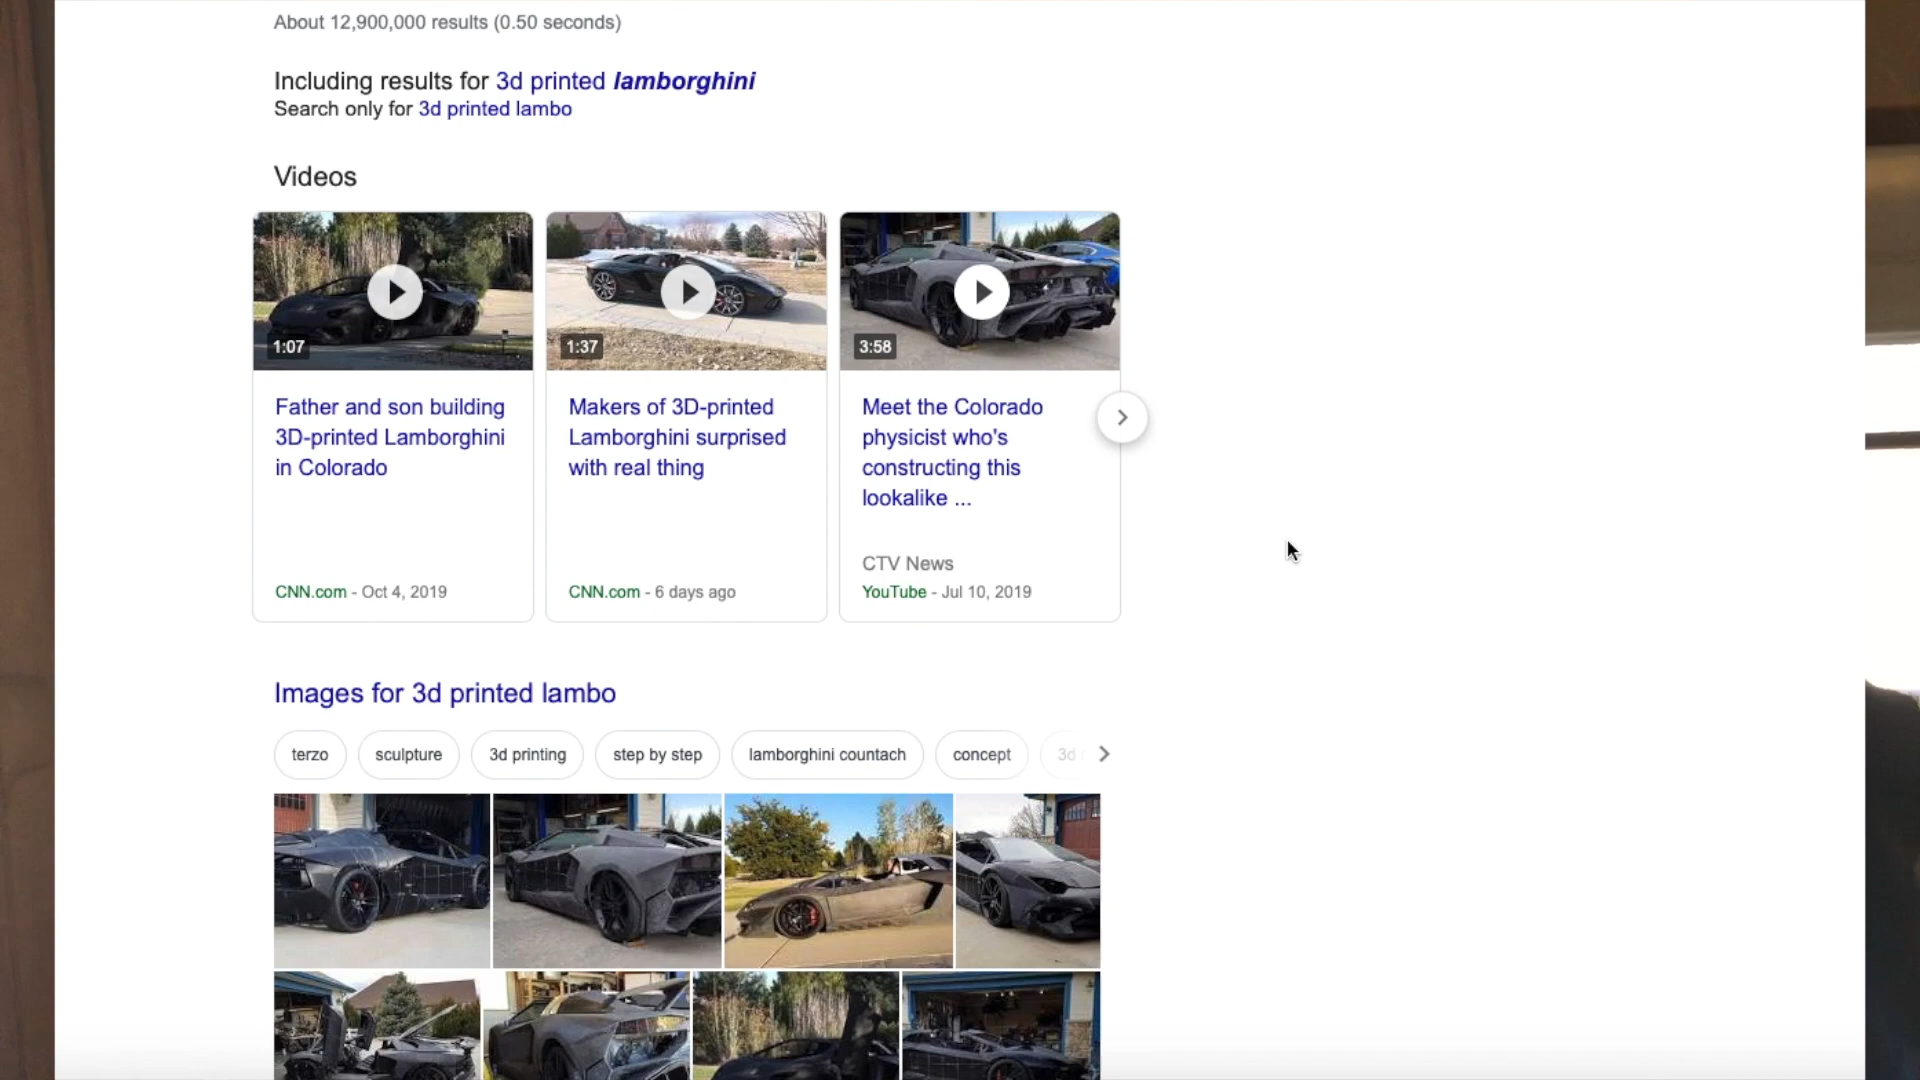 About 12,900,000 results (0.50 seconds)
Including results for 3d printed lamborghini
Search only for 3d printed lambo
Videos
1:07
1:37
3:58
Father and son building
3D-printed Lamborghini
in Colorado
CNN.com - Oct 4, 2019
Makers of 3D-printed
Lamborghini surprised
with real thing
CNN.com - 6 days ago
Meet the Colorado
physicist who's
constructing this
lookalike ...
CTV News
YouTube - Jul 10, 2019
Images for 3d printed lambo
terzo
sculpture
3d printing
step by step
lamborghini countach
concept
3d